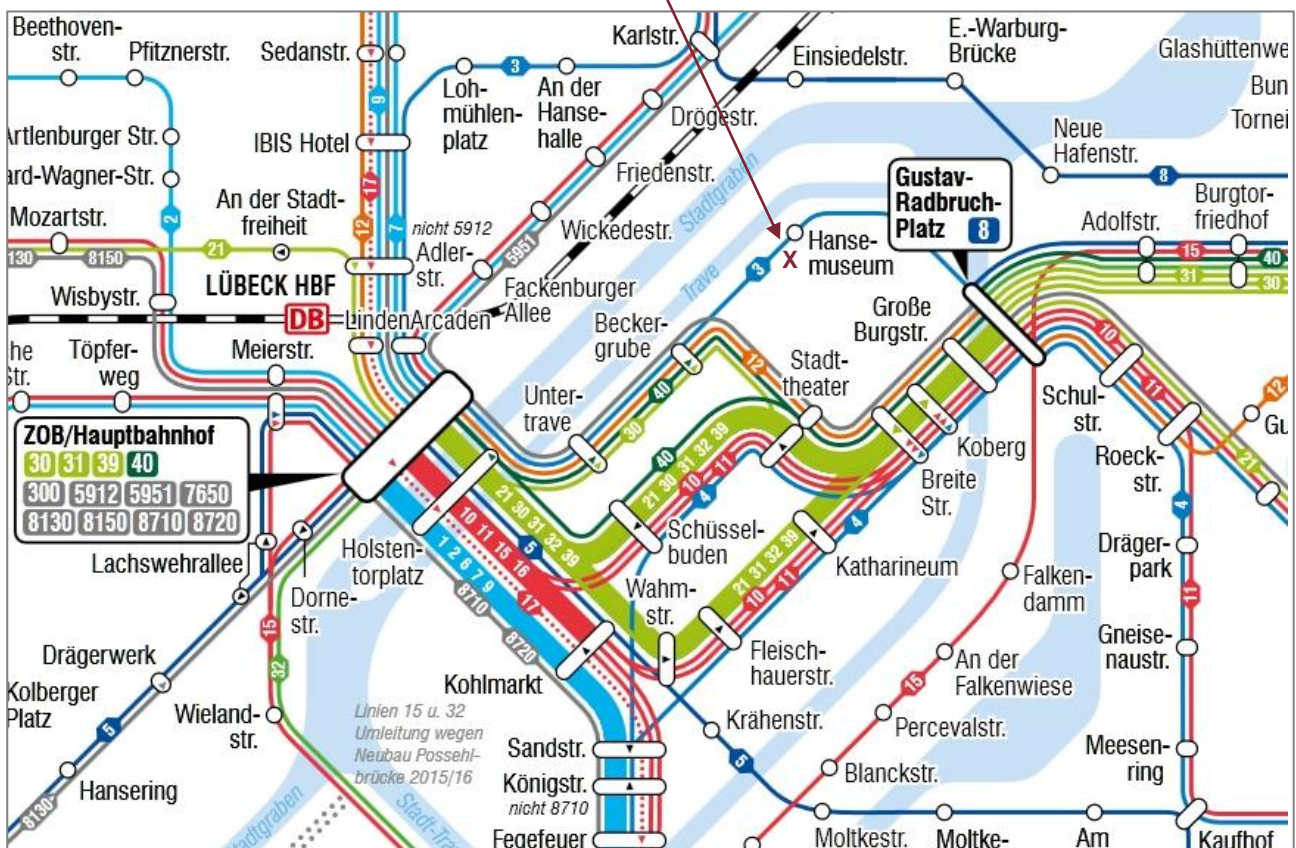 Beethoven-
str.
Pfitznerstr.
Sedanstr.
Karlstr.
Einsiedelstr.
E.-Warburg-
Brücke
Glashüttenwe
Bun
Tornei
9
3
Loh-
mühlen-
platz
An der
Hanse-
halle
Drögestr.
Artlenburger Str.
IBIS Hotel
Neue
Hafenstr.
8
ard-Wagner-Str.
17
Friedenstr.
Stadtgraben
Gustav-
Radbruch-
Platz 8
Burgtor-
friedhof
Mozartstr.
2
An der Stadt-
freiheit
12
7
nicht 5912
Adler-
str.
Wickedestr.
5951
Hanse-
museum
X
3
Adolfstr.
15
40
31
30
130
8150
21
Trave
Wisbystr.
LÜBECK HBF
DB
LindenArcaden
Fackenburger
Allee
Große
Burgstr.
he
Str.
Töpfer-
weg
Meierstr.
Becker-
grube
12
Stadt-
theater
10
11
12
Unter-
trave
40
30
Schul-
str.
Gu
ZOB/Hauptbahnhof
30 31 39 40
300 5912 5951 7650
8130 8150 8710 8720
Koberg
Breite
Str.
Roeck-
str.
21
40
21 30 31 32 39
10 11
4
21 30 31 32 39
5
10 11 15 16
1 2 6 7 9
17
8710
8720
Schüssel-
buden
4
Katharineum
4
Lachswehrallee
Holsten-
torplatz
Wahm-
str.
21 31 32 39
10 11
Dräger-
park
Falken-
damm
11
Dorne-
str.
15
32
Fleisch-
hauerstr.
Gneise-
naustr.
Drägerwerk
Kohlmarkt
An der
Falkenwiese
15
Kolberger
Platz
5
Wieland-
str.
Linien 15 u. 32
Umleitung wegen
Neubau Possehl-
brücke 2015/16
Krähenstr.
Percevalstr.
Sandstr.
5
Meesen-
ring
Königstr.
nicht 8710
Blanckstr.
Hansering
8130
Stadtgraben
Stadt-Tra
Fegefeuer
Moltkestr.
Moltke-
Am
Kaufhof